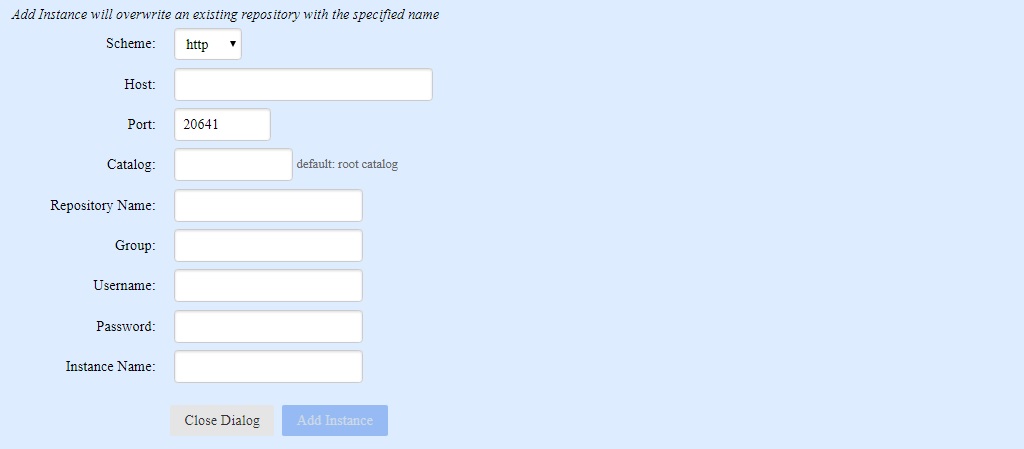 Add Instance will overwrite an existing repository with the specified name
Scheme: http
Host:
Port: 20641
Catalog: default: root catalog
Repository Name:
Group:
Username:
Password:
Instance Name:
Close Dialog Add Instance